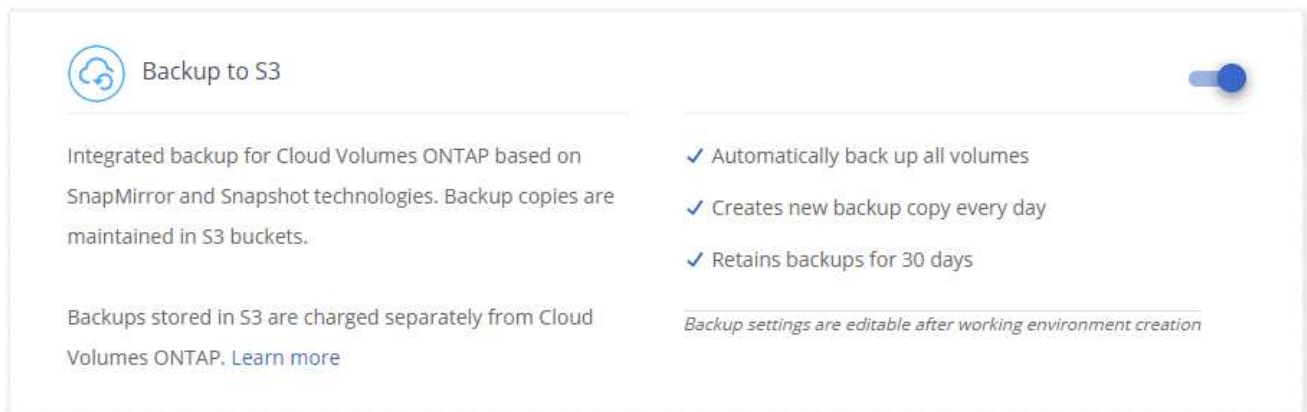 Backup to S3
Integrated backup for Cloud Volumes ONTAP based on
SnapMirror and Snapshot technologies. Backup copies are
maintained in S3 buckets.
Backups stored in S3 are charged separately from Cloud
Volumes ONTAP. Learn more
Automatically back up all volumes
Creates new backup copy every day
Retains backups for 30 days
Backup settings are editable after working environment creation